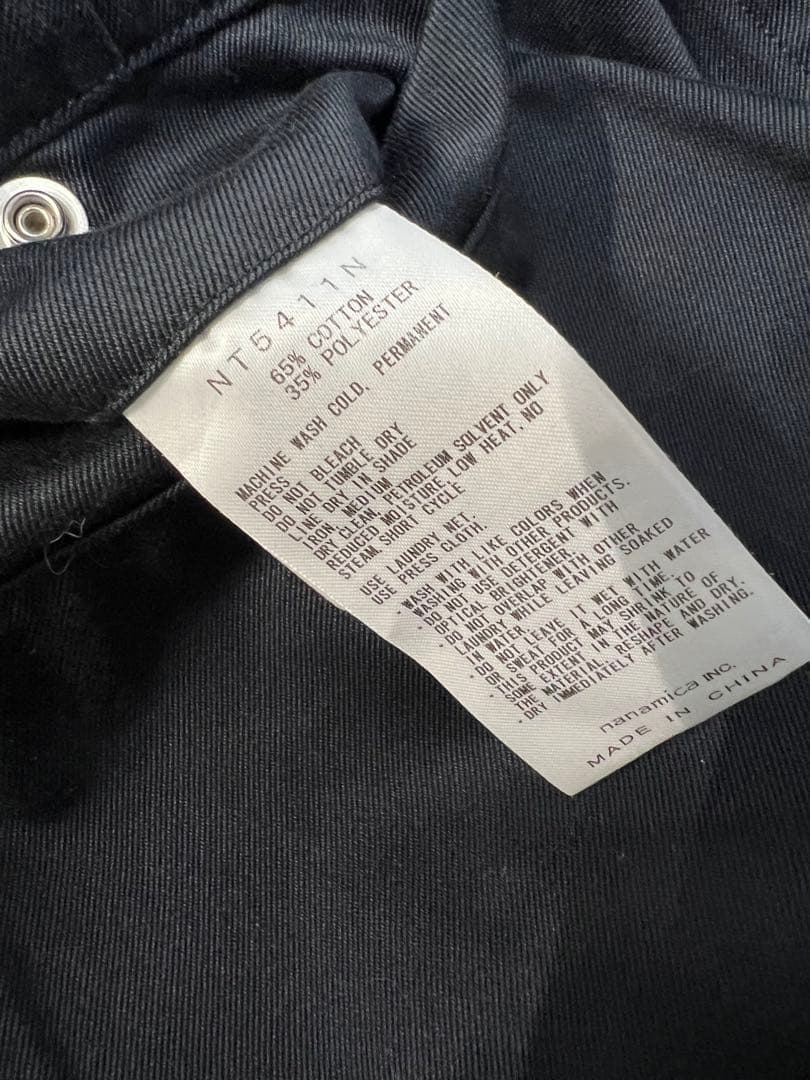 NT5411N
65% COTTON
35% POLYESTER
MACHINE WASH COLD, PERMANENT
PRESS
DO NOT BLEACH
DO NOT TUMBLE DRY
LINE DRY IN SHADE
IRON, MEDIUM
DRY CLEAN, PETROLEUM SOLVENT ONLY
REDUCED MOISTURE LOW HEAT, NO
STEAM, SHORT CYCLE
USE LAUNDRY NET.
USE PRESS CLOTH.
・WASH WITH LIKE COLORS WHEN
WASHING WITH OTHER PRODUCTS.
・DO NOT USE DETERGENT WITH
OPTICAL BRIGHTENER.
・DO NOT OVERLAP WITH OTHER
LAUNDRY WHILE LEAVING SOAKED
IN WATER.
・DO NOT LEAVE IT WET WITH WATER
OR SWEAT FOR A LONG TIME.
・THIS PRODUCT MAY SHRINK TO
SOME EXTENT IN THE NATURE OF
THE MATERIAL. RESHAPE AND DRY.
・DRY IMMEDIATELY AFTER WASHING.
nanamica INC.
MADE IN CHINA